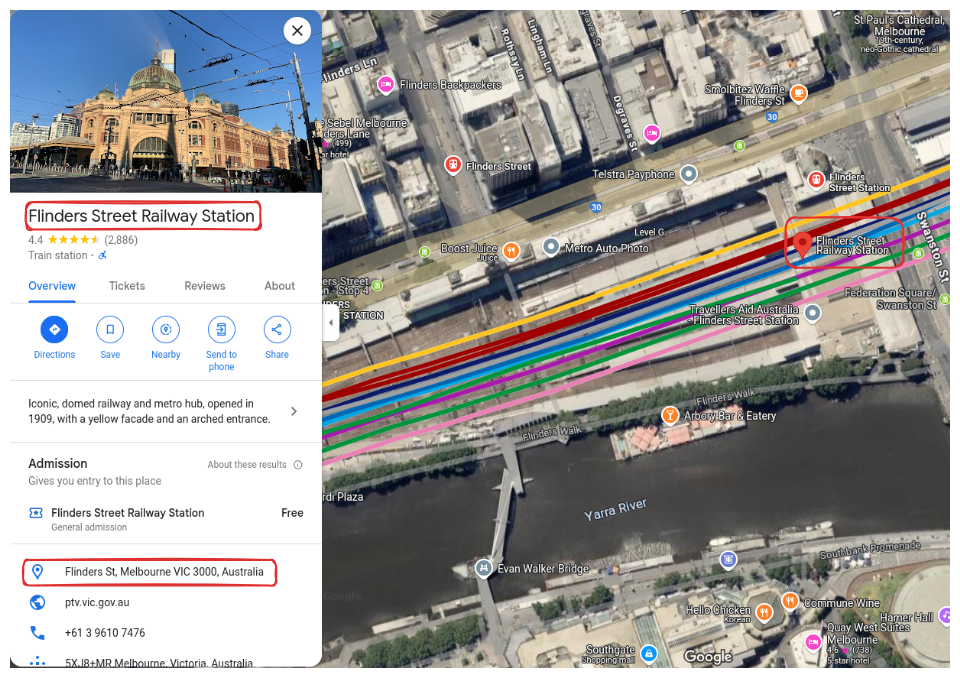 Flinders Street Railway Station
4.4
(2,886)
Train station ·
Overview
Tickets
Reviews
About
Directions
Save
Nearby
Send to
phone
Share
Iconic, domed railway and metro hub, opened in
1909, with a yellow facade and an arched entrance.
Admission
About these results
Gives you entry to this place
Flinders Street Railway Station
Free
General admission
Flinders St, Melbourne VIC 3000, Australia
ptv.vic.gov.au
+61 3 9610 7476
5XJ8+MR Melbourne, Victoria, Australia
Flinders Ln
Rothsay Ln
Lingham Ln
Degraves St
St Paul's Cathedral,
Melbourne
19th-century,
neo-Gothic cathedral
Flinders Backpackers
Smolbitez Waffle
Flinders St
30
e Sebel Melbourne
nders Lane
(499)
ar hotel
Degraves St
Flinders Street
Telstra Payphone
Flinders
Street Station
30
Level G
Swanston St
Boost Juice
Juice
Metro Auto Photo
Flinders Street
Railway Station
ers Street
n - Stop 4
STATION
Federation Square/
Swanston St
Travellers Aid Australia
Flinders Street Station
Flinders Walk
Arbory Bar & Eatery
Flinders Walk
rdi Plaza
Yarra River
Southbank Promenade
Evan Walker Bridge
Google
Hello Chicken
Korean
Commune Wine
Hamer Hall
Quay West Suites
Melbourne
4.6
(738)
5-star hotel
Southgate
Shopping mall
Google